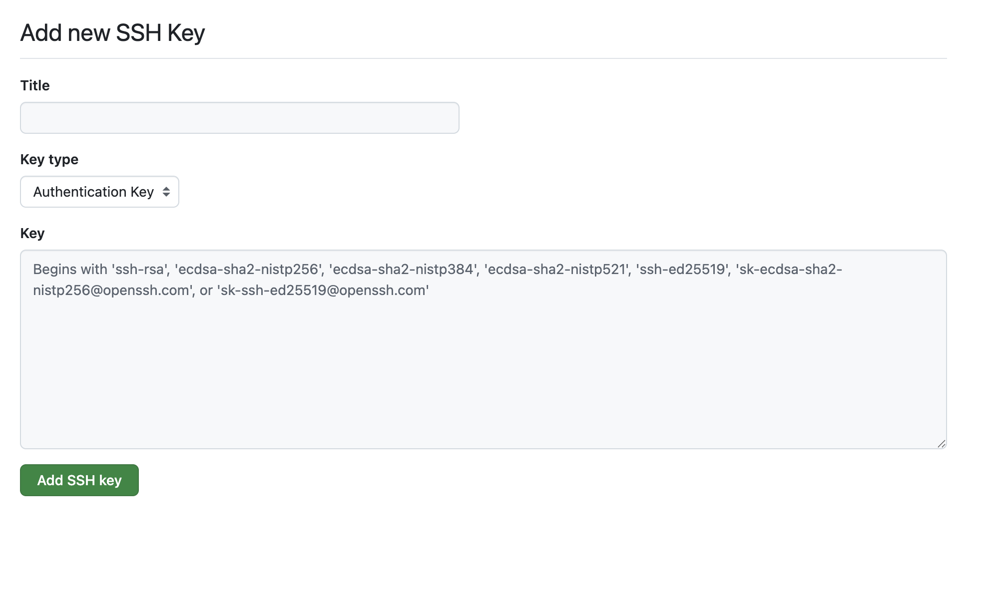 Add new SSH Key
Title
Key type
Authentication Key
Key
Begins with 'ssh-rsa', 'ecdsa-sha2-nistp256', 'ecdsa-sha2-nistp384', 'ecdsa-sha2-nistp521', 'ssh-ed25519', 'sk-ecdsa-sha2-
nistp256@openssh.com', or 'sk-ssh-ed25519@openssh.com'
Add SSH key